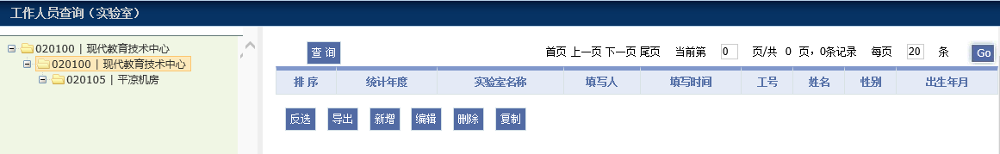 工作人员查询（实验室）
020100 | 现代教育技术中心
020100 | 现代教育技术中心
020105 | 平凉机房
查 询 首页 上一页 下一页 尾页 当前第 0 页/共 0 页，0条记录 每页 20 条 Go
排 序 统计年度 实验室名称 填写人 填写时间 工号 姓名 性别 出生年月
反选 导出 新增 编辑 删除 复制